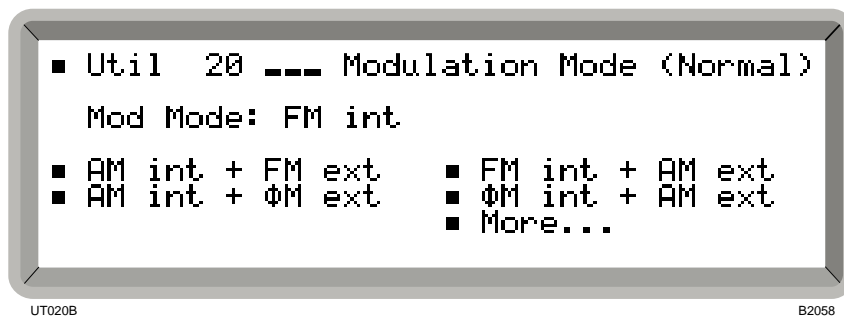 ▪ Util 20 ___ Modulation Mode (Normal)
Mod Mode: FM int
▪ AM int + FM ext ▪ FM int + AM ext
▪ AM int + ΦM ext ▪ ΦM int + AM ext
▪ More...
UT020B B2058